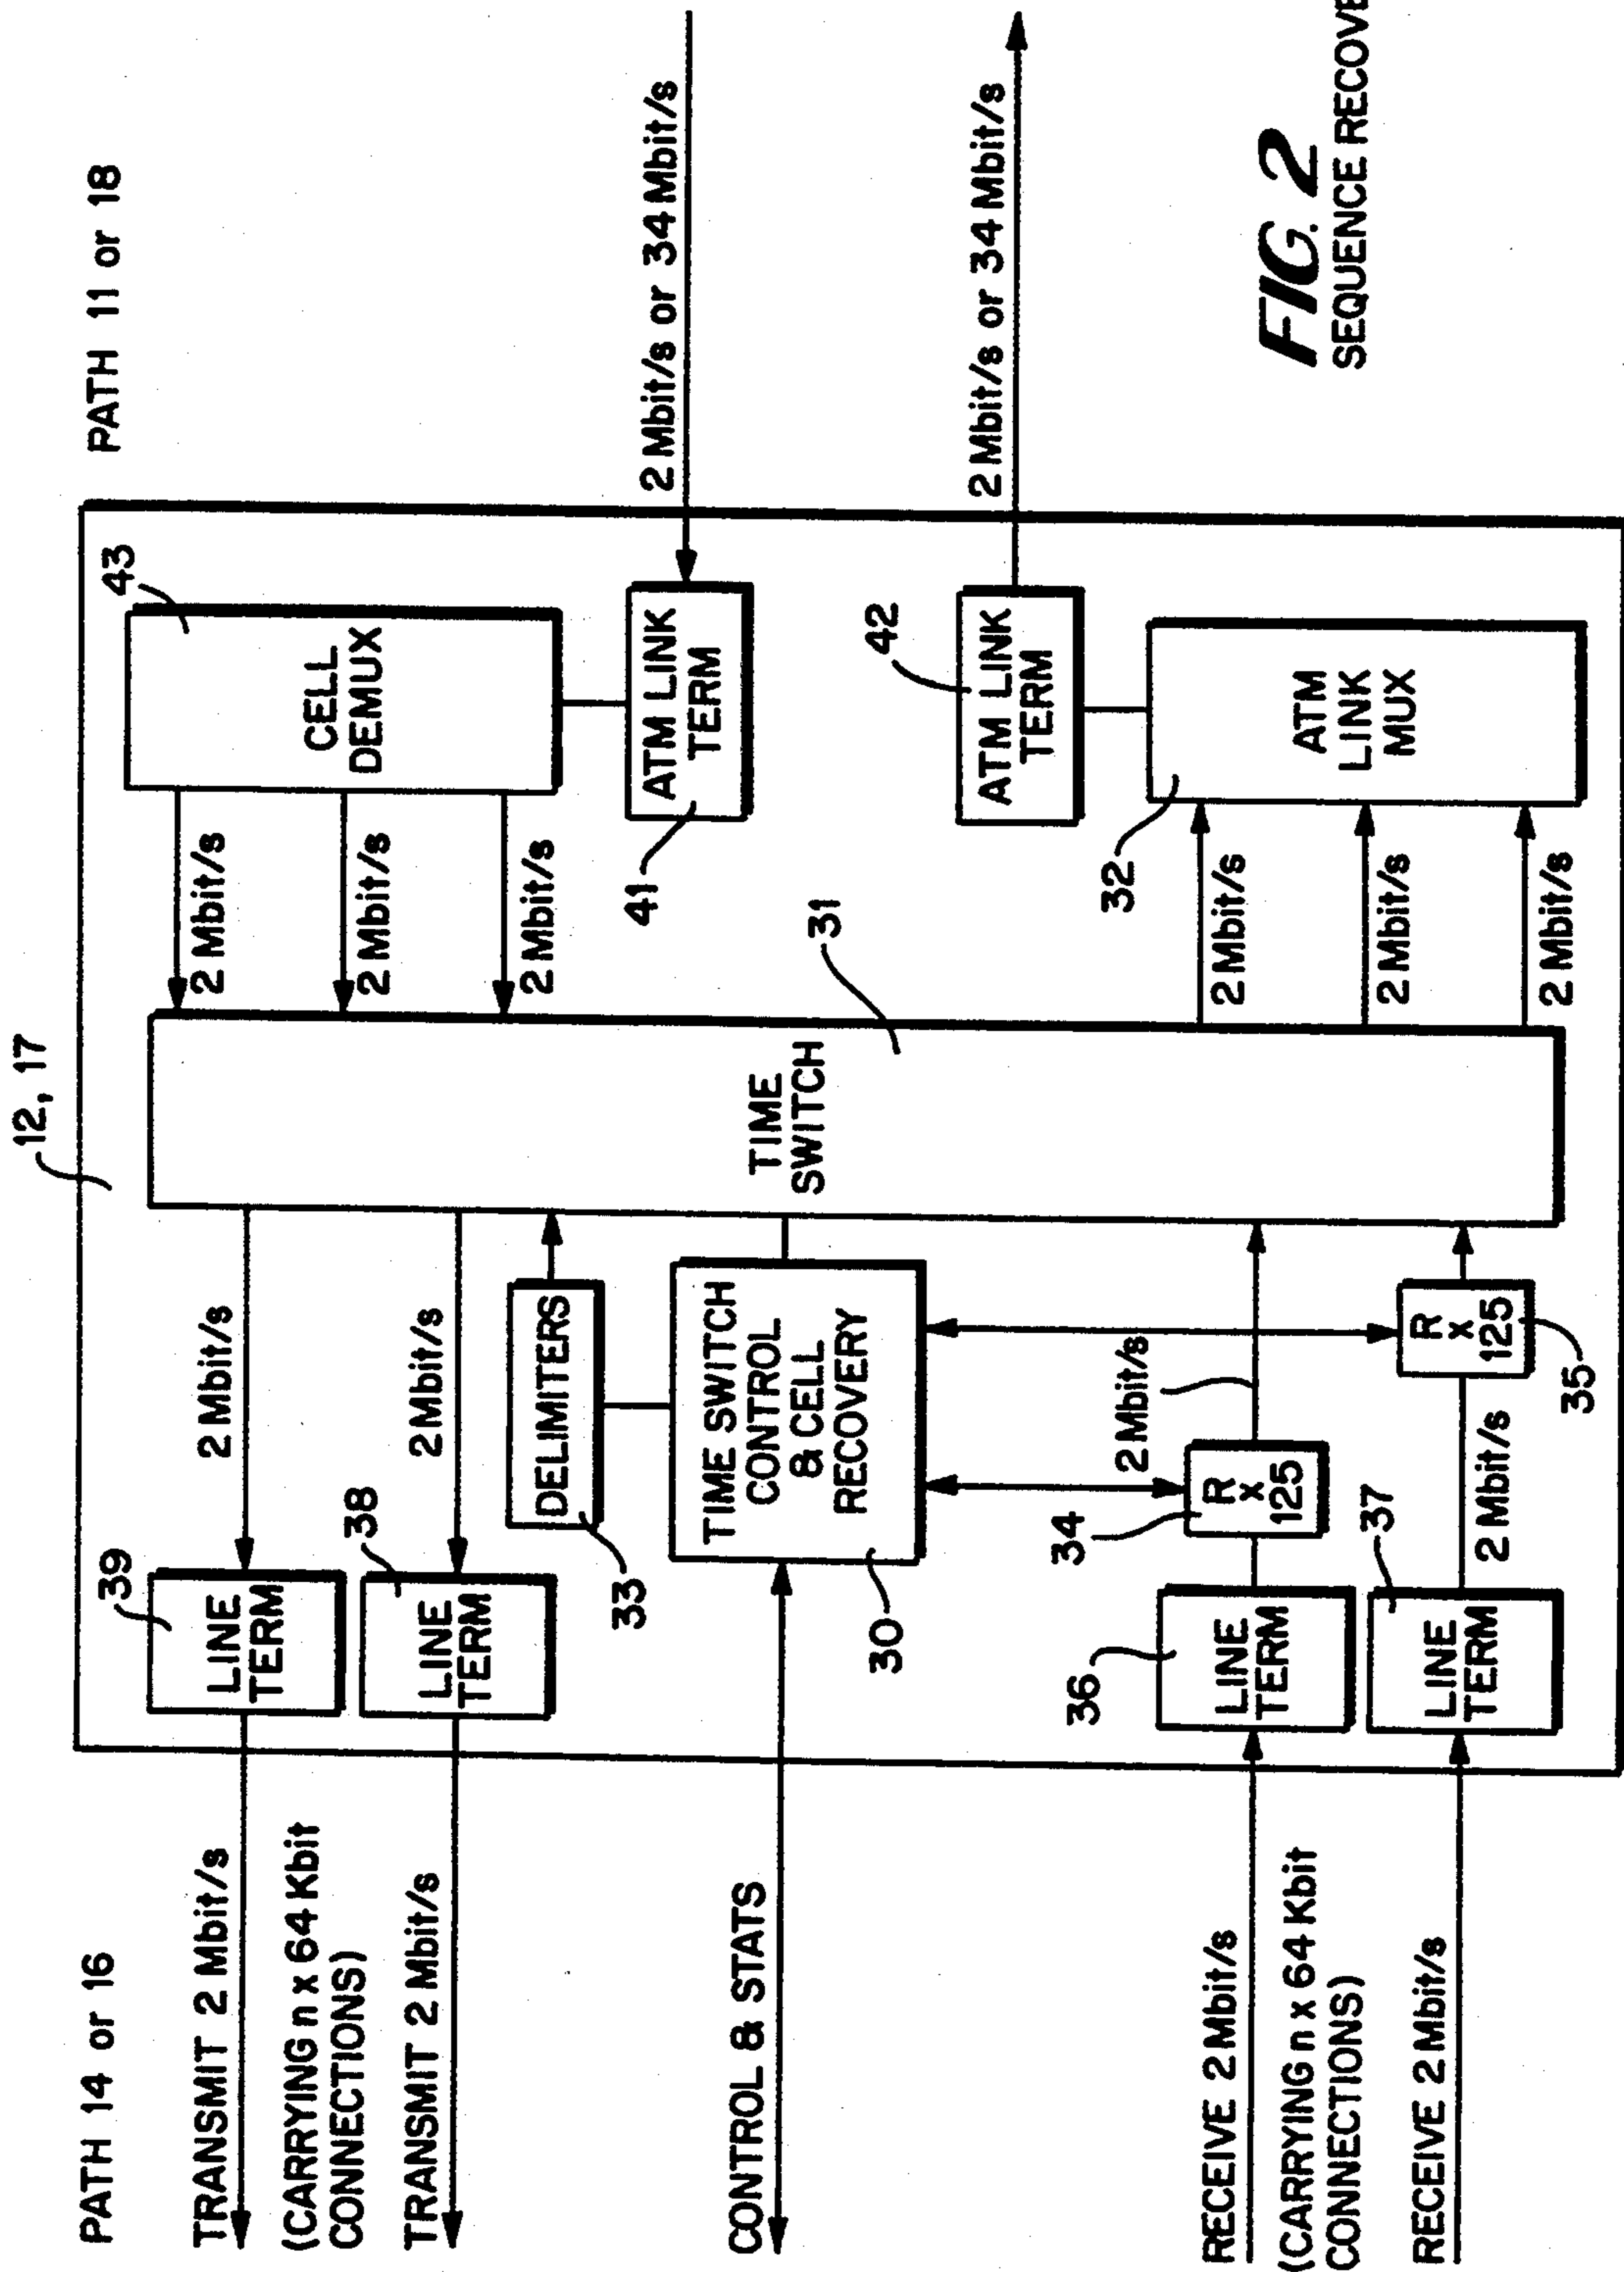 12, 17
PATH 14 or 16
PATH 11 or 18
TRANSMIT 2 Mbit/s
(CARRYING n x 64 Kbit
CONNECTIONS)
TRANSMIT 2 Mbit/s
CONTROL & STATS
RECEIVE 2Mbit/s
(CARRYING n x 64 Kbit
CONNECTIONS)
RECEIVE 2 Mbit/s
39
LINE
TERM
38
LINE
TERM
2 Mbit/s
2 Mbit/s
DELIMITERS
33
TIME SWITCH
CONTROL
& CELL
RECOVERY
30
36
LINE
TERM
37
LINE
TERM
34
R
x
125
2 Mbit/s
2 Mbit/s
R
x
125
35
TIME
SWITCH
31
2 Mbit/s
2 Mbit/s
2 Mbit/s
43
CELL
DEMUX
41
ATM LINK
TERM
2 Mbit/s or 34 Mbit/s
42
ATM LINK
TERM
2 Mbit/s or 34 Mbit/s
32
ATM
LINK
MUX
2 Mbit/s
2 Mbit/s
2 Mbit/s
FIG. 2
SEQUENCE